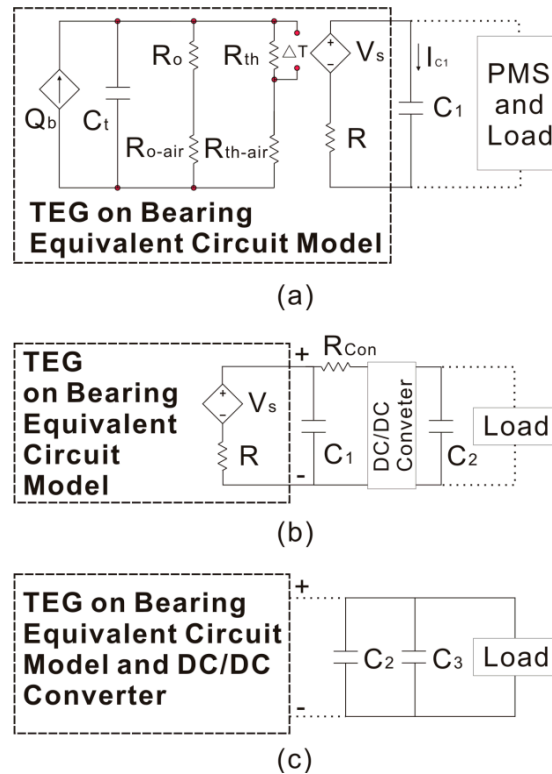 Qb
Ct
Ro
Ro-air
Rth
Rth-air
△T
+
-
Vs
R
IC1
C1
PMS
and
Load
TEG on Bearing
Equivalent Circuit Model
(a)
TEG
on Bearing
Equivalent
Circuit
Model
+
-
Vs
R
+
-
C1
RCon
DC/DC
Conveter
C2
Load
(b)
TEG on Bearing
Equivalent Circuit
Model and DC/DC
Converter
+
-
C2
C3
Load
(c)